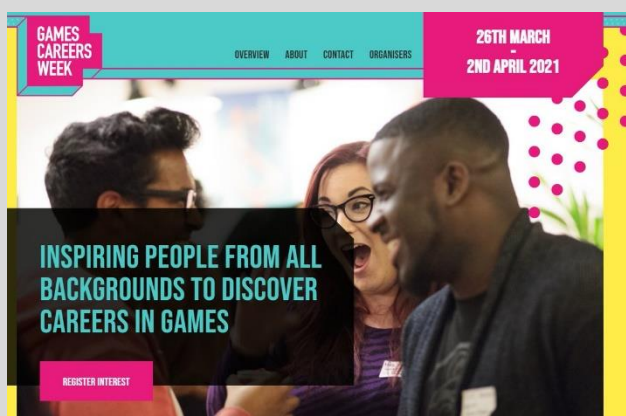 GAMES
CAREERS
WEEK
OVERVIEW ABOUT CONTACT ORGANISERS
26TH MARCH
-
2ND APRIL 2021
INSPIRING PEOPLE FROM ALL
BACKGROUNDS TO DISCOVER
CAREERS IN GAMES
REGISTER INTEREST